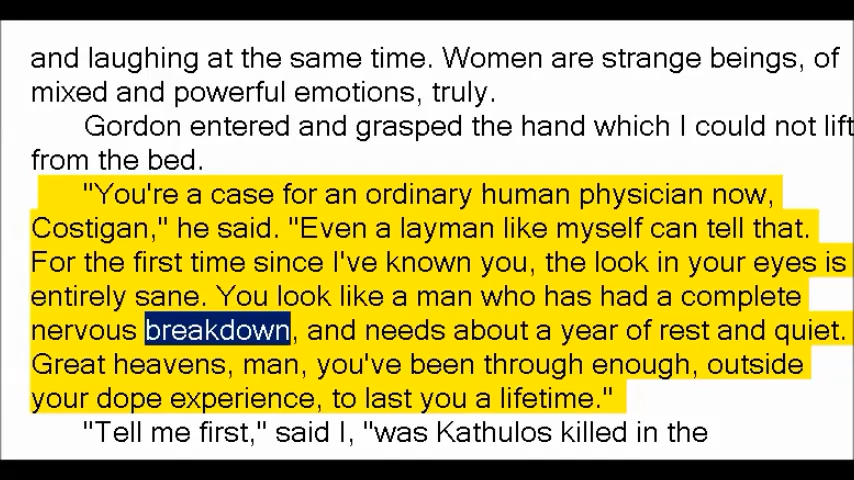 and laughing at the same time. Women are strange beings, of
mixed and powerful emotions, truly.
Gordon entered and grasped the hand which I could not lift
from the bed.
"You're a case for an ordinary human physician now,
Costigan," he said. "Even a layman like myself can tell that.
For the first time since I've known you, the look in your eyes is
entirely sane. You look like a man who has had a complete
nervous breakdown, and needs about a year of rest and quiet.
Great heavens, man, you've been through enough, outside
your dope experience, to last you a lifetime."
"Tell me first," said I, "was Kathulos killed in the